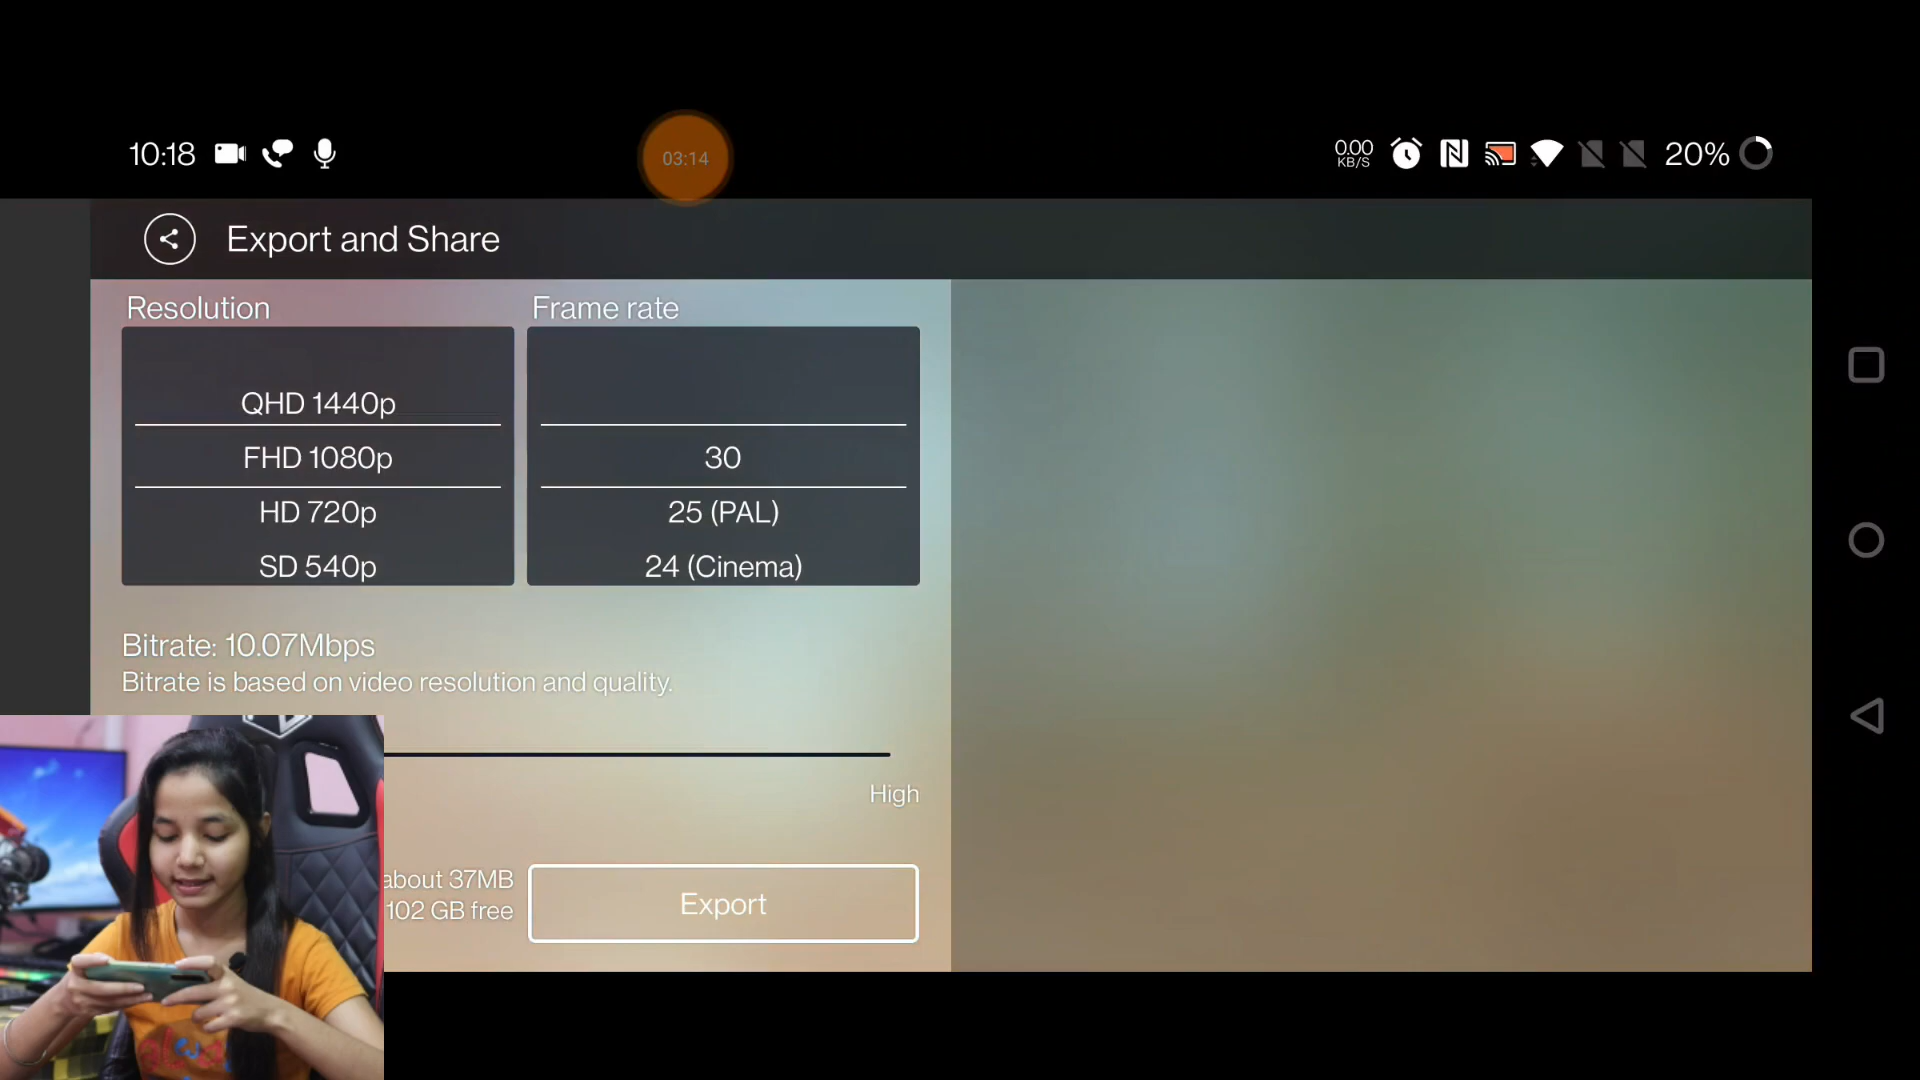 10:18
03:14
0.00
KB/S
20%
Export and Share
Resolution
Frame rate
QHD 1440p
FHD 1080p
HD 720p
SD 540p
30
25 (PAL)
24 (Cinema)
Bitrate: 10.07Mbps
Bitrate is based on video resolution and quality.
High
about 37MB
102 GB free
Export